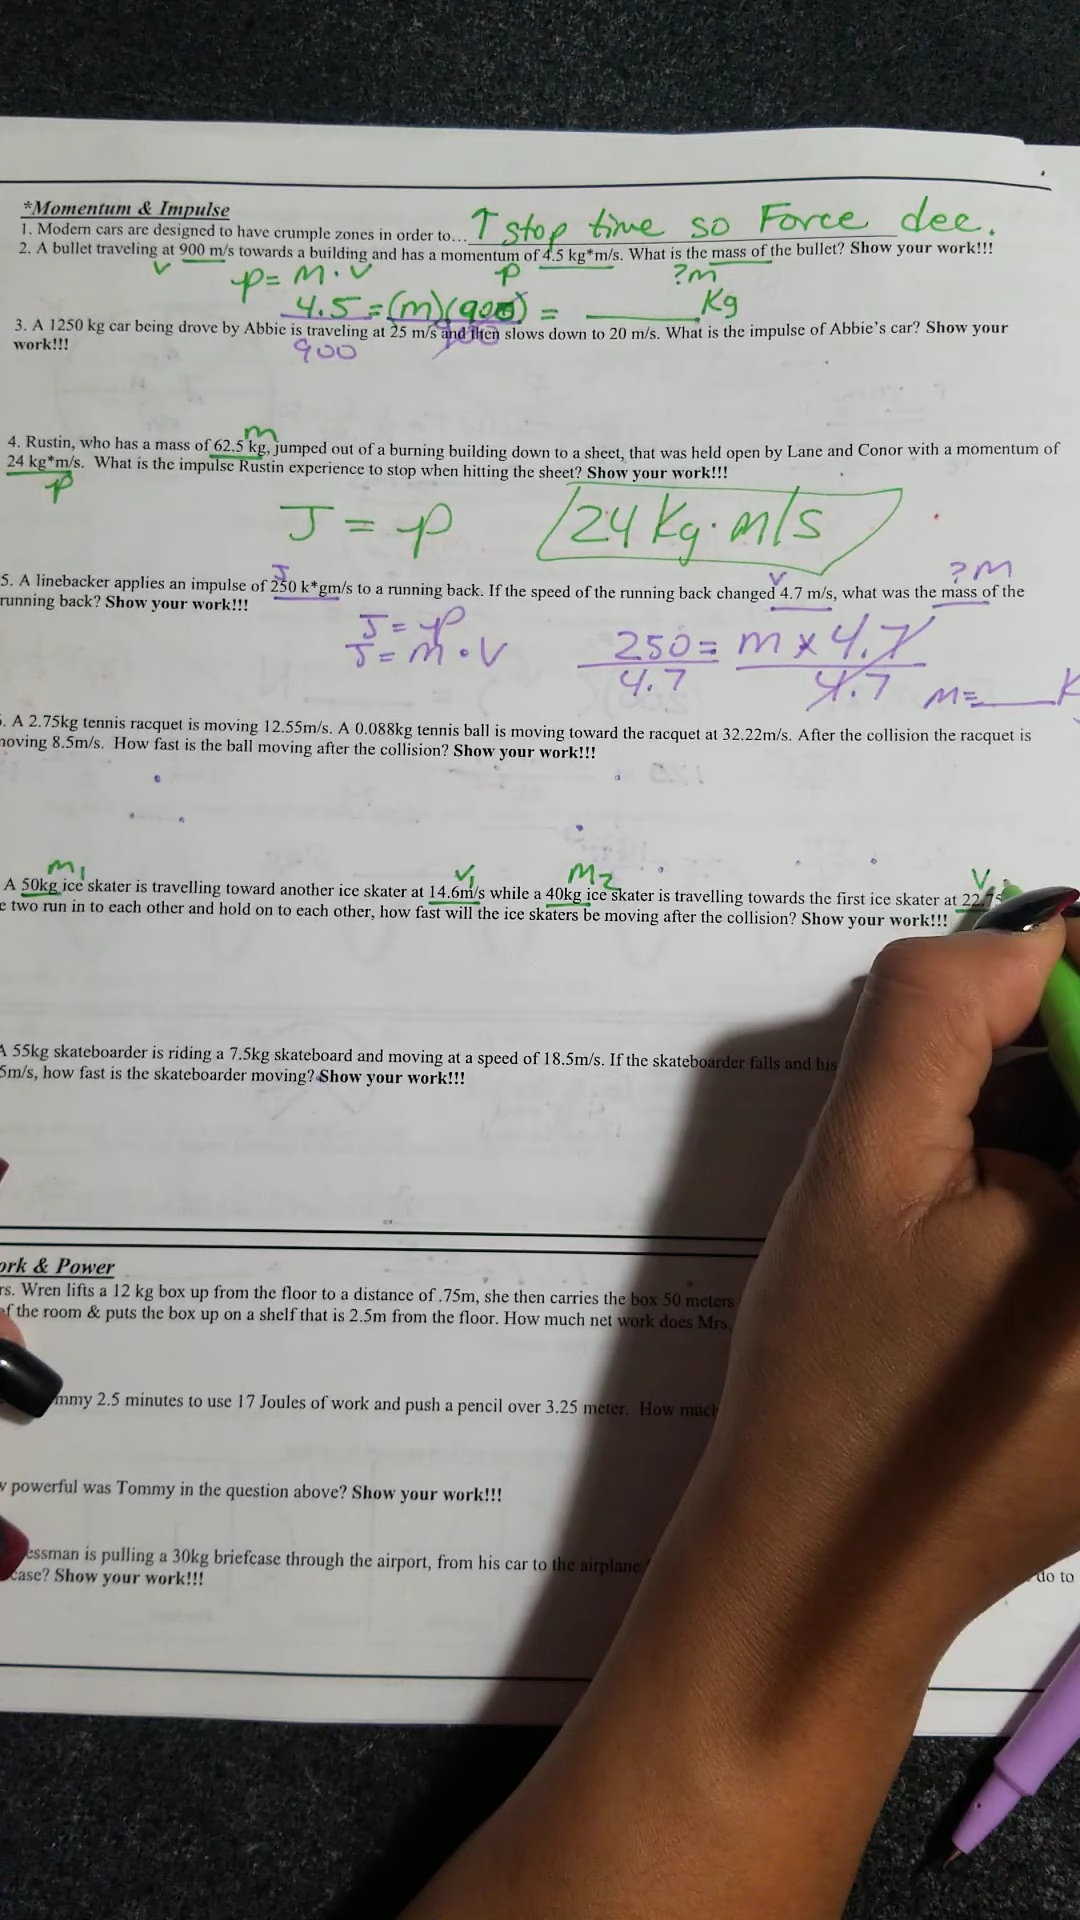 *Momentum & Impulse
1. Modern cars are designed to have crumple zones in order to... ↑ stop time so Force dec.
2. A bullet traveling at 900 m/s towards a building and has a momentum of 4.5 kg*m/s. What is the mass of the bullet? Show your work!!!
v p ?m
p = m · v
4.5 = (m)(900) = ______ Kg
900 900
3. A 1250 kg car being drove by Abbie is traveling at 25 m/s and then slows down to 20 m/s. What is the impulse of Abbie's car? Show your
work!!!
m
4. Rustin, who has a mass of 62.5 kg, jumped out of a burning building down to a sheet, that was held open by Lane and Conor with a momentum of
24 kg*m/s. What is the impulse Rustin experience to stop when hitting the sheet? Show your work!!!
p
J = p 24 Kg·m/s
J v ?m
5. A linebacker applies an impulse of 250 k*gm/s to a running back. If the speed of the running back changed 4.7 m/s, what was the mass of the
running back? Show your work!!!
J = p
J = m · v 250 = m x 4.7
4.7 4.7 m = ____ K
. A 2.75kg tennis racquet is moving 12.55m/s. A 0.088kg tennis ball is moving toward the racquet at 32.22m/s. After the collision the racquet is
moving 8.5m/s. How fast is the ball moving after the collision? Show your work!!!
m1 v1 m2 v
A 50kg ice skater is travelling toward another ice skater at 14.6m/s while a 40kg ice skater is travelling towards the first ice skater at 22.75
e two run in to each other and hold on to each other, how fast will the ice skaters be moving after the collision? Show your work!!!
A 55kg skateboarder is riding a 7.5kg skateboard and moving at a speed of 18.5m/s. If the skateboarder falls and his
5m/s, how fast is the skateboarder moving? Show your work!!!
ork & Power
rs. Wren lifts a 12 kg box up from the floor to a distance of .75m, she then carries the box 50 meters
of the room & puts the box up on a shelf that is 2.5m from the floor. How much net work does Mrs.
mmy 2.5 minutes to use 17 Joules of work and push a pencil over 3.25 meter. How much
w powerful was Tommy in the question above? Show your work!!!
essman is pulling a 30kg briefcase through the airport, from his car to the airplane
do to
case? Show your work!!!